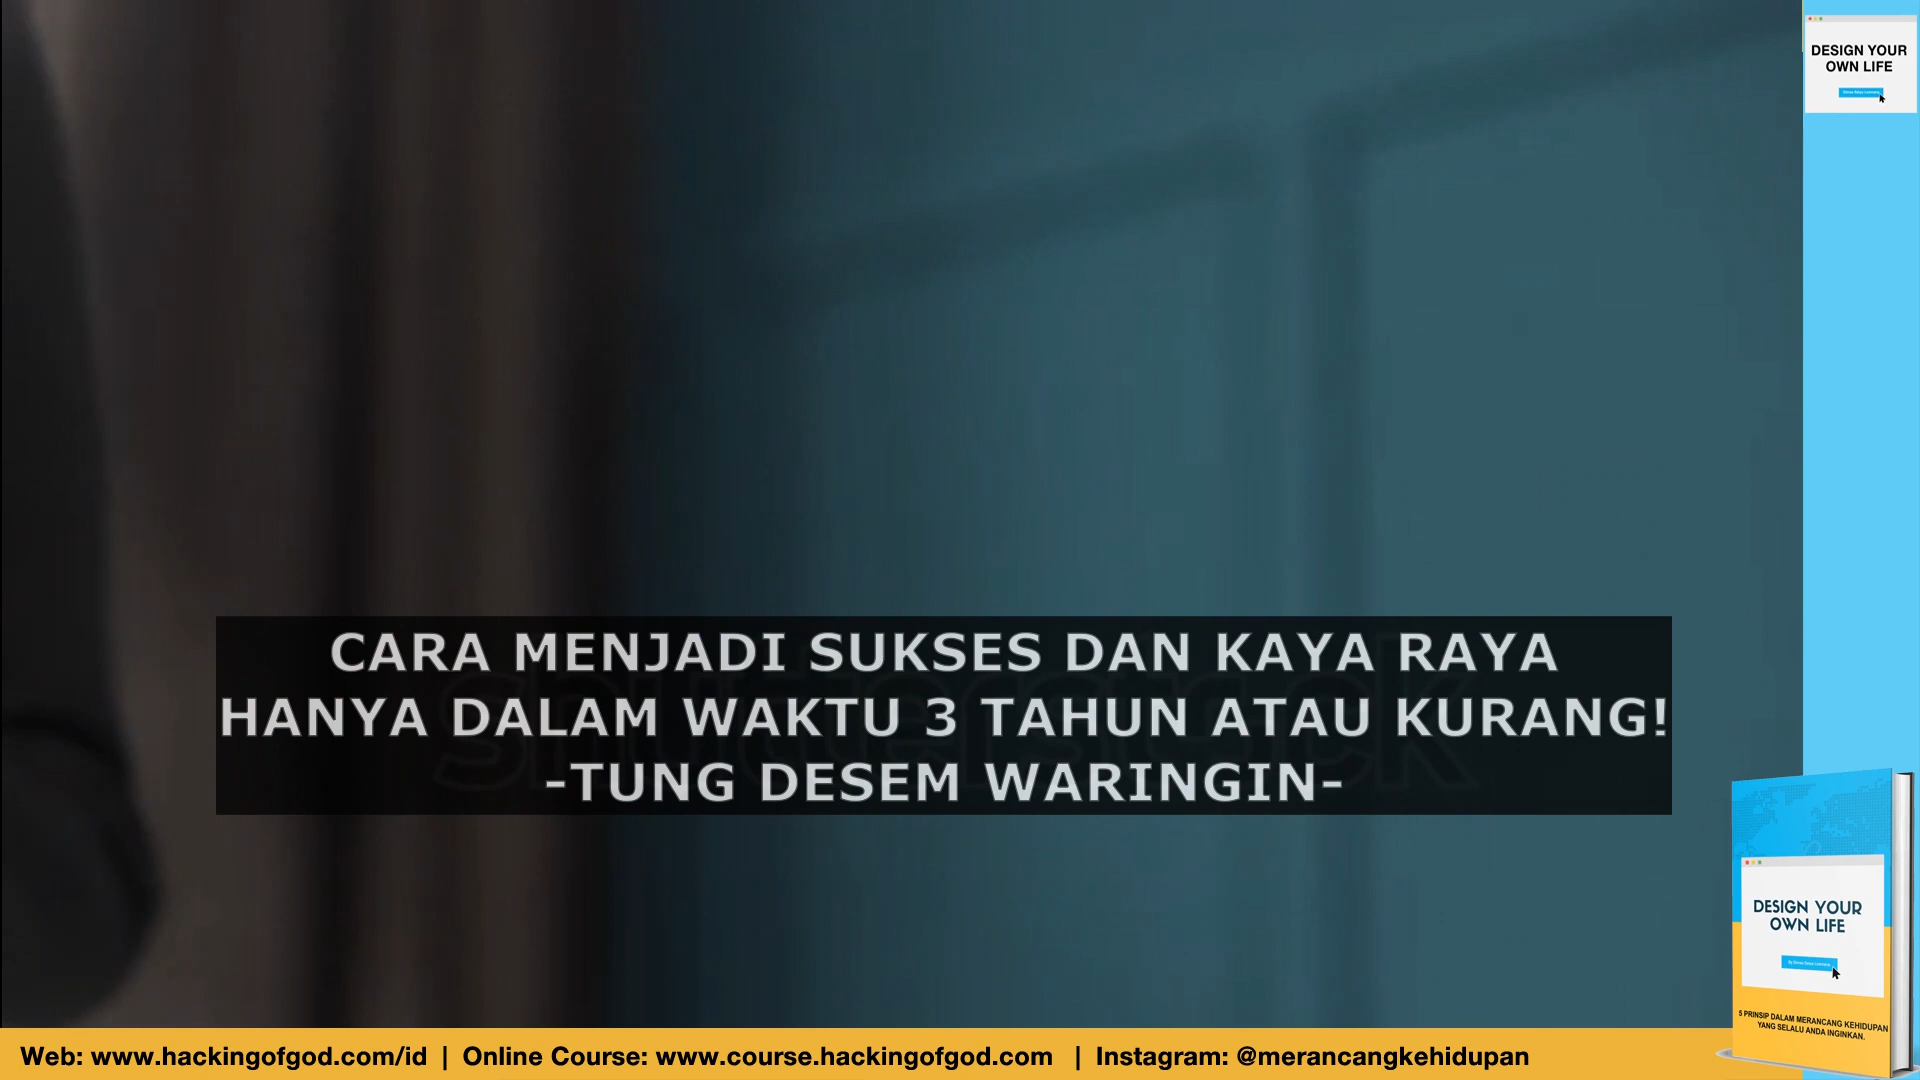 DESIGN YOUR
OWN LIFE
CARA MENJADI SUKSES DAN KAYA RAYA
HANYA DALAM WAKTU 3 TAHUN ATAU KURANG!
-TUNG DESEM WARINGIN-
shutterstock
DESIGN YOUR
OWN LIFE
5 PRINSIP DALAM MERANCANG KEHIDUPAN
YANG SELALU ANDA INGINKAN.
Web: www.hackingofgod.com/id | Online Course: www.course.hackingofgod.com | Instagram: @merancangkehidupan